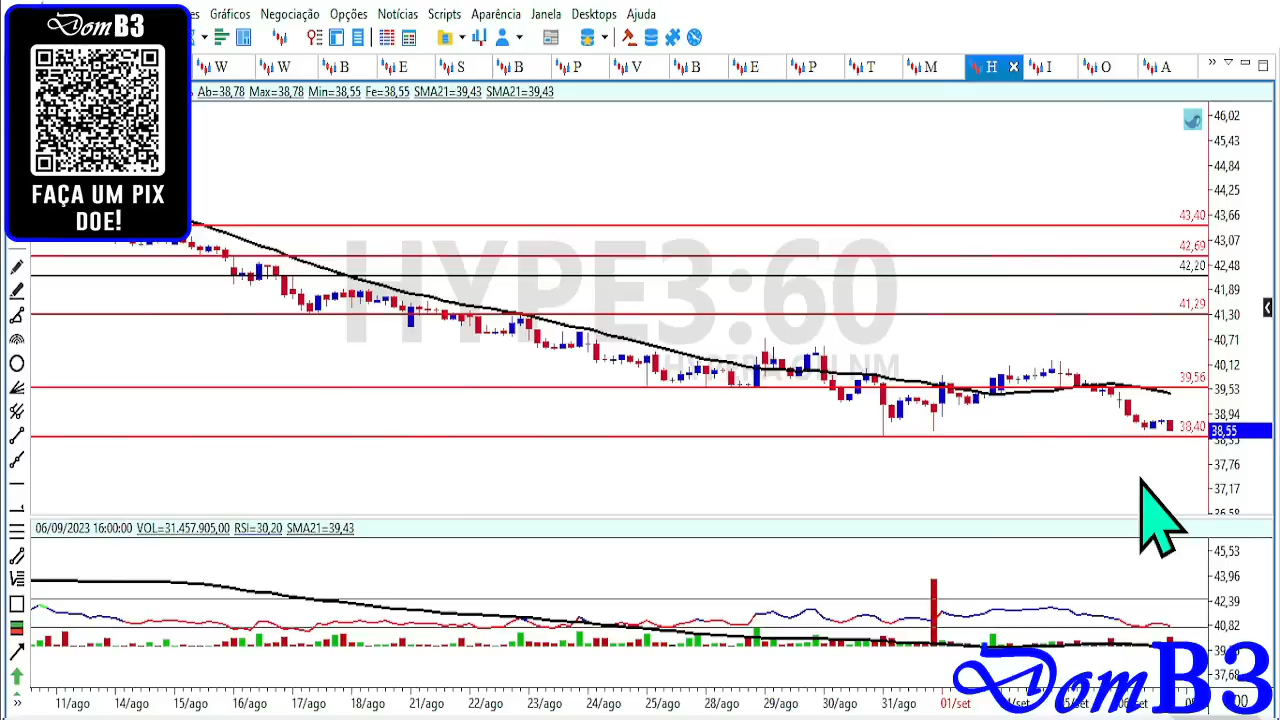 Gráficos Negociação Opções Notícias Scripts Aparência Janela Desktops Ajuda
DomB3
FAÇA UM PIX
DOE!
W W B E S B P V B E P T M H I O A
Ab=38,78 Max=38,78 Min=38,55 Fe=38,55 SMA21=39,43 SMA21=39,43
HYPE3:60
46,02
45,43
44,84
44,25
43,66
43,40
43,07
42,69
42,48
42,20
41,89
41,29
41,30
40,71
40,12
39,56
39,53
38,94
38,40
38,55
37,76
37,17
06/09/2023 16:00:00 VOL=31.457.905,00 RSI=30,20 SMA21=39,43
45,53
43,96
42,39
40,82
DomB3
11/ago 14/ago 15/ago 16/ago 17/ago 18/ago 21/ago 22/ago 23/ago 24/ago 25/ago 28/ago 29/ago 30/ago 31/ago 01/set